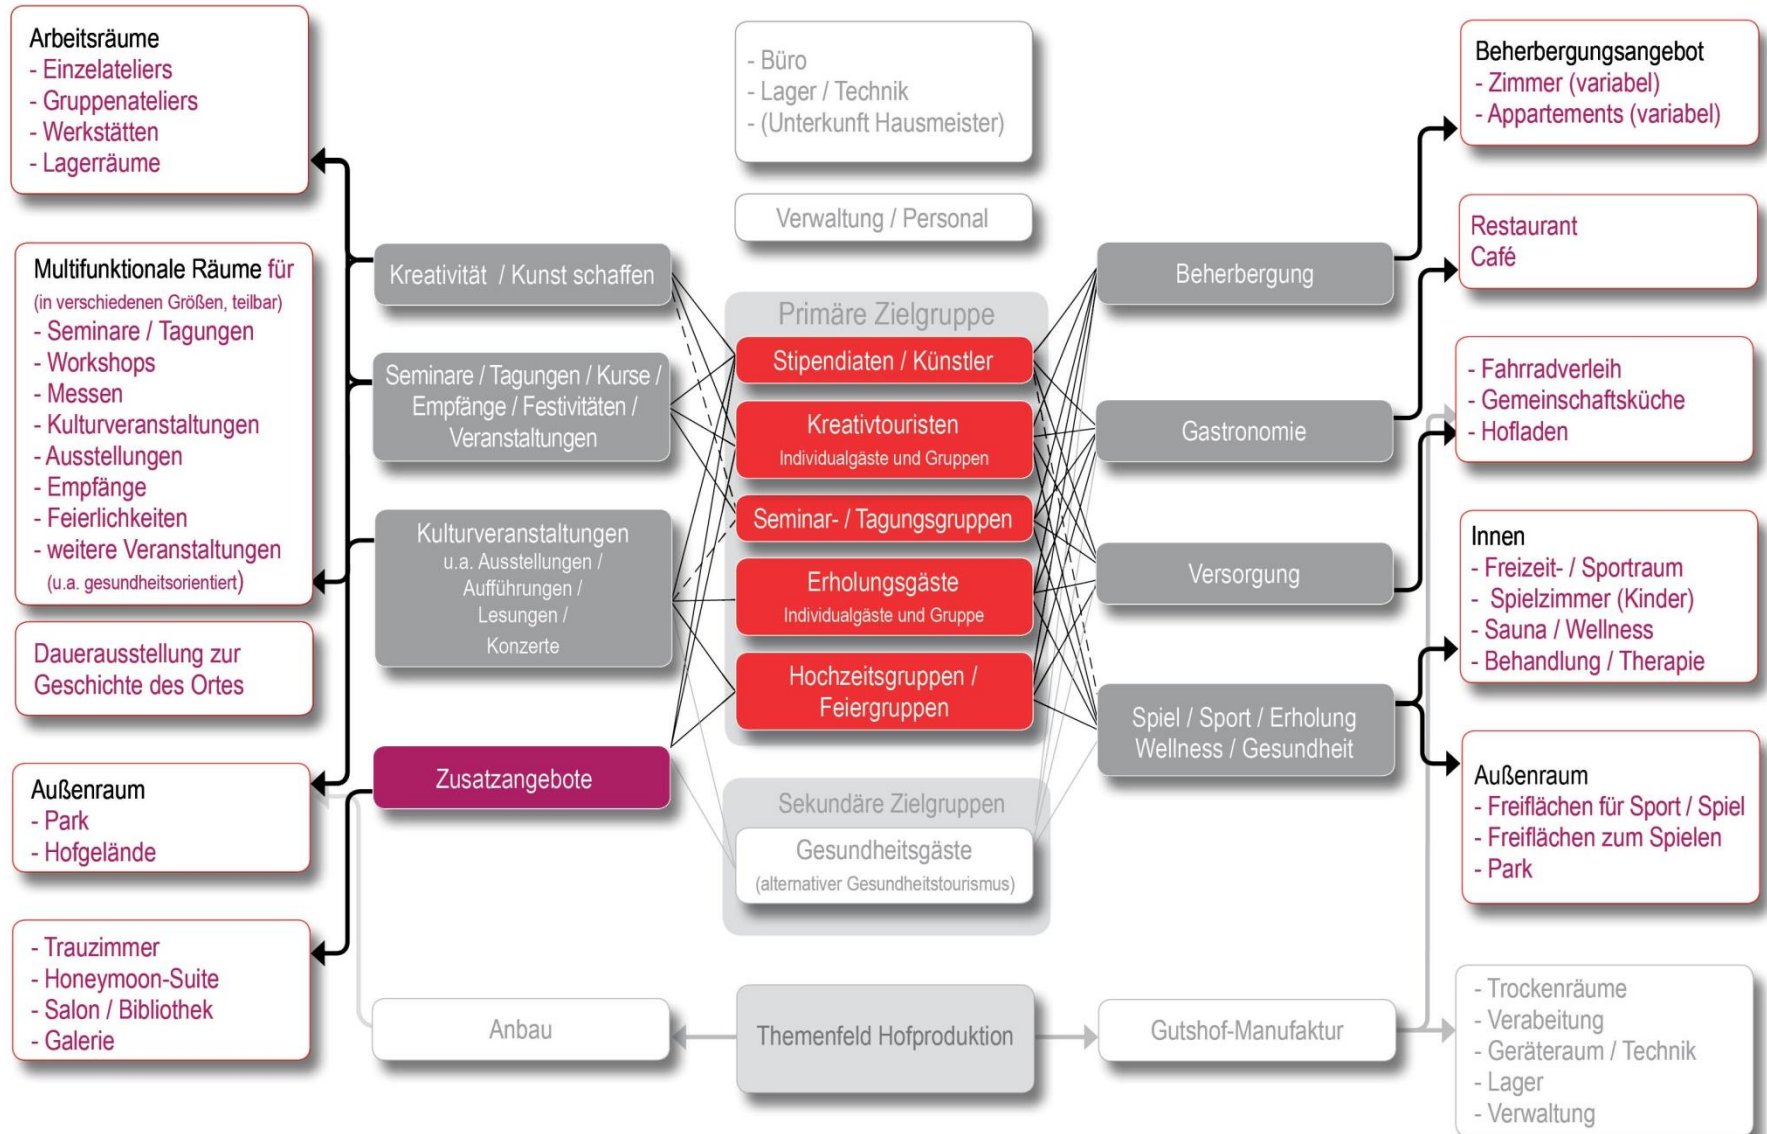 Arbeitsräume
- Einzelateliers
- Gruppenateliers
- Werkstätten
- Lagerräume
Multifunktionale Räume für
(in verschiedenen Größen, teilbar)
- Seminare / Tagungen
- Workshops
- Messen
- Kulturveranstaltungen
- Ausstellungen
- Empfänge
- Feierlichkeiten
- weitere Veranstaltungen
(u.a. gesundheitsorientiert)
Dauerausstellung zur
Geschichte des Ortes
Außenraum
- Park
- Hofgelände
- Trauzimmer
- Honeymoon-Suite
- Salon / Bibliothek
- Galerie
Kreativität / Kunst schaffen
Seminare / Tagungen / Kurse /
Empfänge / Festivitäten /
Veranstaltungen
Kulturveranstaltungen
u.a. Ausstellungen /
Aufführungen /
Lesungen /
Konzerte
Zusatzangebote
Anbau
- Büro
- Lager / Technik
- (Unterkunft Hausmeister)
Verwaltung / Personal
Primäre Zielgruppe
Stipendiaten / Künstler
Kreativtouristen
Individualgäste und Gruppen
Seminar- / Tagungsgruppen
Erholungsgäste
Individualgäste und Gruppe
Hochzeitsgruppen /
Feiergruppen
Sekundäre Zielgruppen
Gesundheitsgäste
(alternativer Gesundheitstourismus)
Themenfeld Hofproduktion
Beherbergung
Gastronomie
Versorgung
Spiel / Sport / Erholung
Wellness / Gesundheit
Gutshof-Manufaktur
Beherbergungsangebot
- Zimmer (variabel)
- Appartements (variabel)
Restaurant
Café
- Fahrradverleih
- Gemeinschaftsküche
- Hofladen
Innen
- Freizeit- / Sportraum
- Spielzimmer (Kinder)
- Sauna / Wellness
- Behandlung / Therapie
Außenraum
- Freiflächen für Sport / Spiel
- Freiflächen zum Spielen
- Park
- Trockenräume
- Verabeitung
- Geräteraum / Technik
- Lager
- Verwaltung